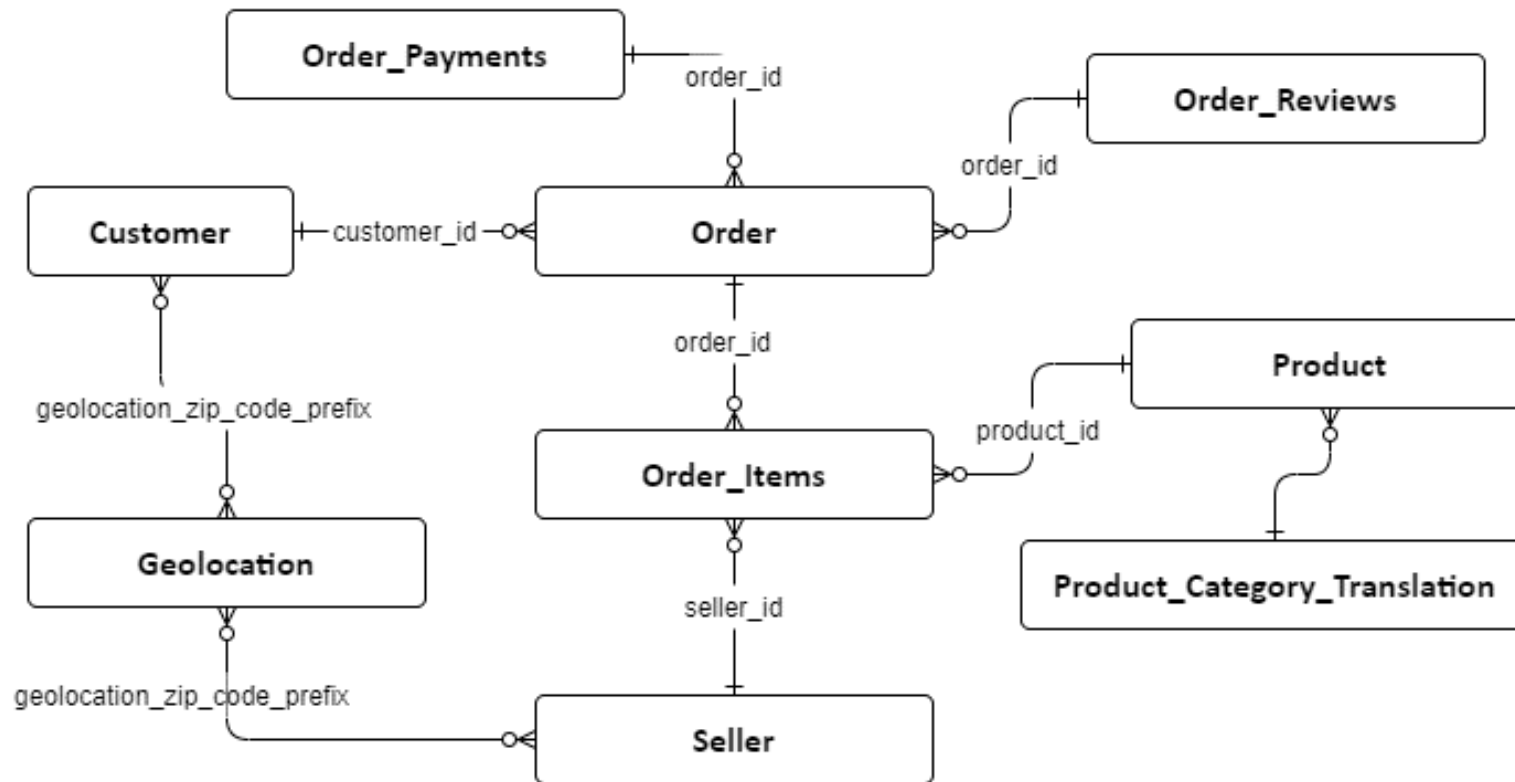 Order_Payments
order_id
Order_Reviews
order_id
Customer
customer_id
Order
order_id
Product
geolocation_zip_code_prefix
product_id
Order_Items
Geolocation
Product_Category_Translation
seller_id
geolocation_zip_code_prefix
Seller